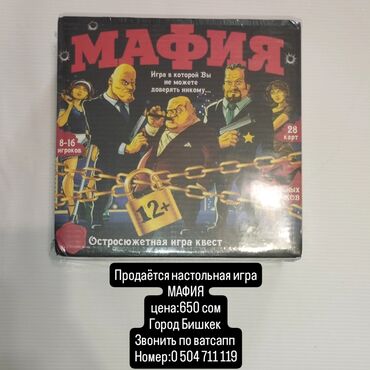 МАФИЯ
Игра в которой Вы
не можете
доверять никому...
8-16
игроков
28
карт
12+
Остросюжетная игра квест
Продаётся настольная игра
МАФИЯ
цена:650 сом
Город Бишкек
Звонить по ватсапп
Номер:0 504 711 119